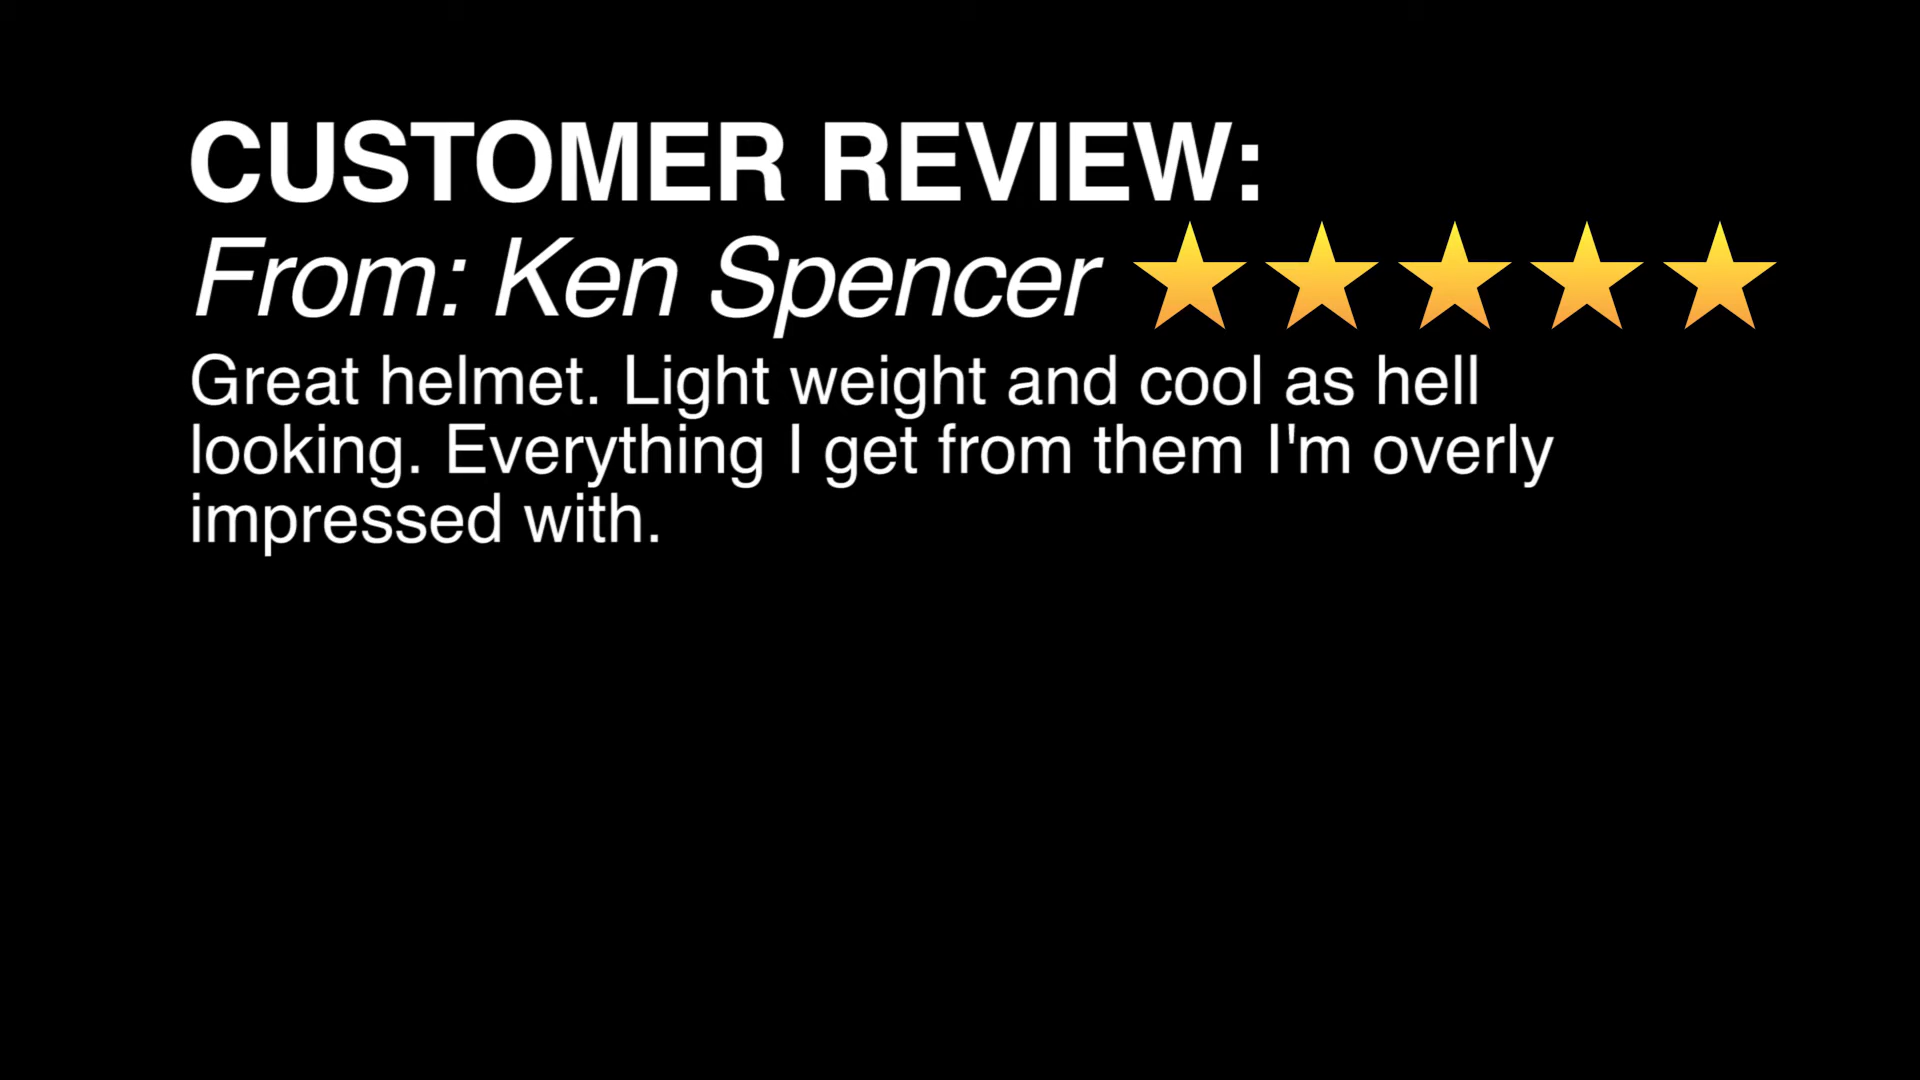 CUSTOMER REVIEW:
From: Ken Spencer ⭐⭐⭐⭐⭐
Great helmet. Light weight and cool as hell
looking. Everything I get from them I'm overly
impressed with.